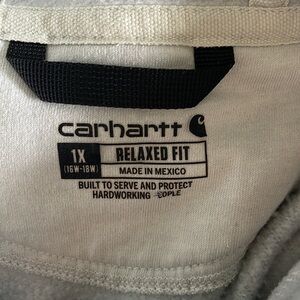 carhartt
1X
(16W-18W)
RELAXED FIT
MADE IN MEXICO
BUILT TO SERVE AND PROTECT
HARDWORKING